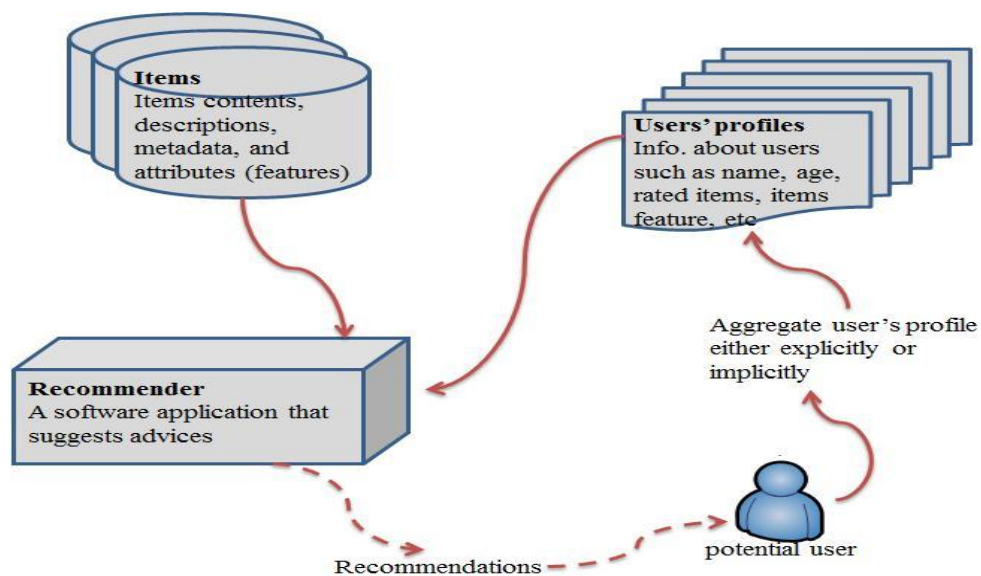 Items
Items contents,
descriptions,
metadata, and
attributes (features)
Users' profiles
Info. about users
such as name, age,
rated items, items
feature, etc
Aggregate user's profile
either explicitly or
implicitly
Recommender
A software application that
suggests advices
potential user
Recommendations